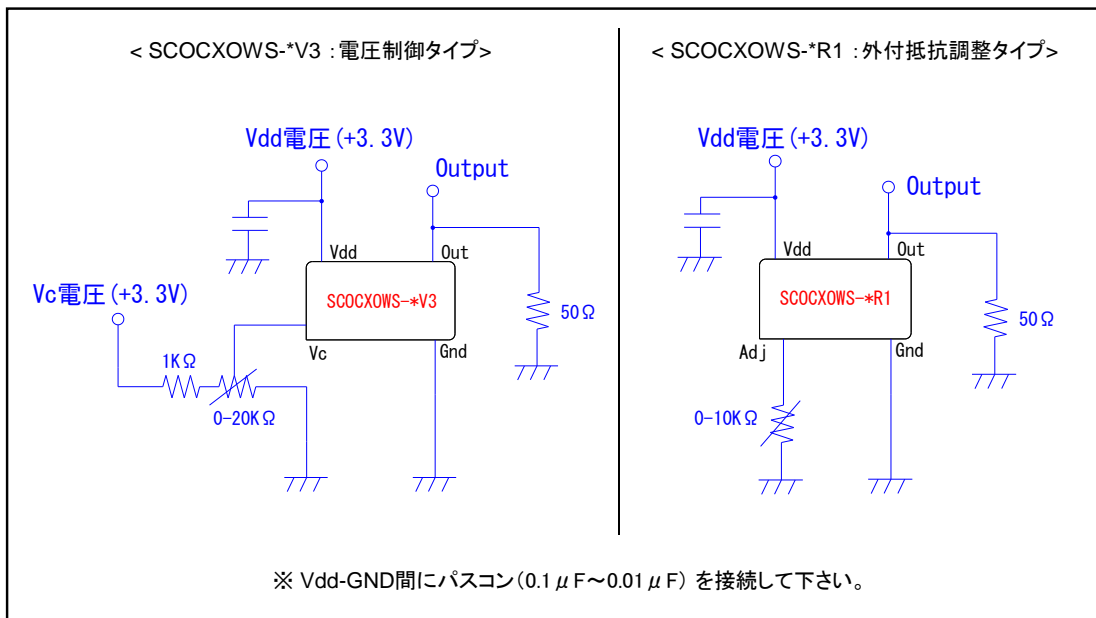 < SCOCXOWS-*V3 : 電圧制御タイプ>
Vdd電圧(+3.3V)
Output
Vdd
Out
Vc電圧(+3.3V)
SCOCXOWS-*V3
50Ω
Vc
Gnd
1KΩ
0-20KΩ
< SCOCXOWS-*R1 : 外付抵抗調整タイプ>
Vdd電圧(+3.3V)
Output
Vdd
Out
SCOCXOWS-*R1
50Ω
Adj
Gnd
0-10KΩ
※ Vdd-GND間にパスコン(0.1μF～0.01μF) を接続して下さい。